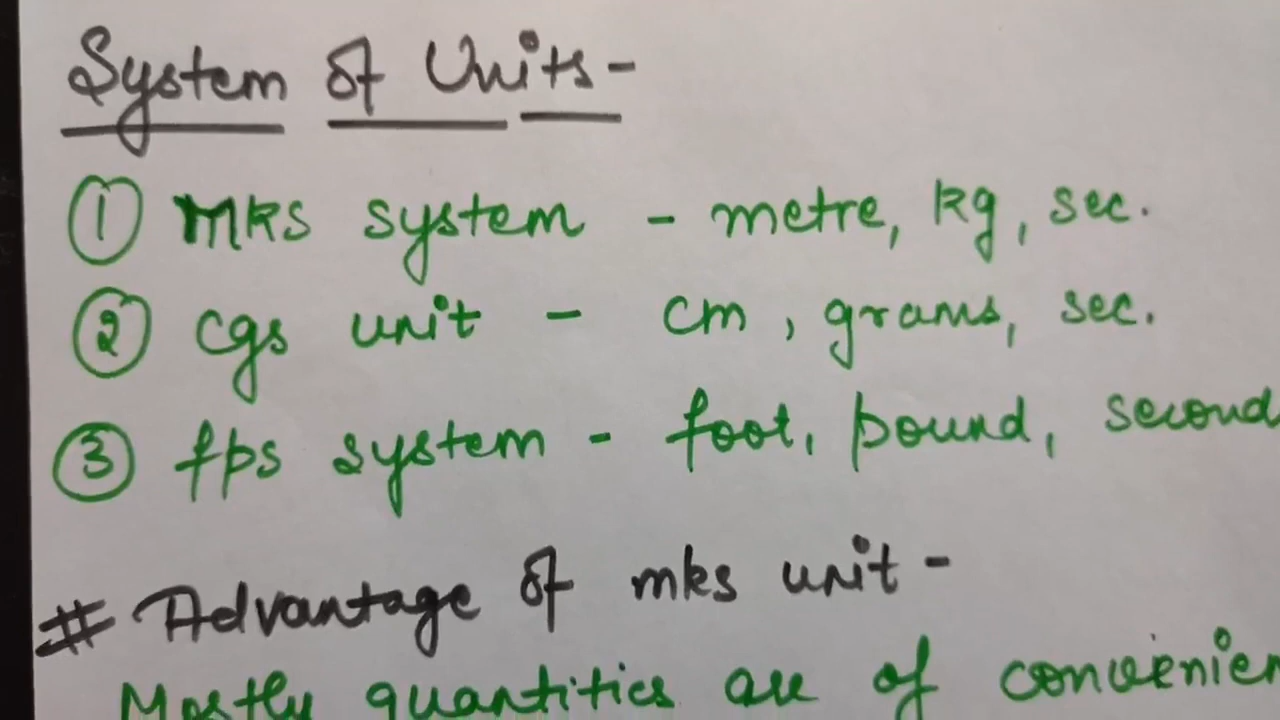 System of Units -
① MKS system - metre, kg, sec.
② cgs unit - cm, grams, sec.
③ fps system - foot, pound, second
# Advantage of mks unit -
Mostly quantities are of convenien